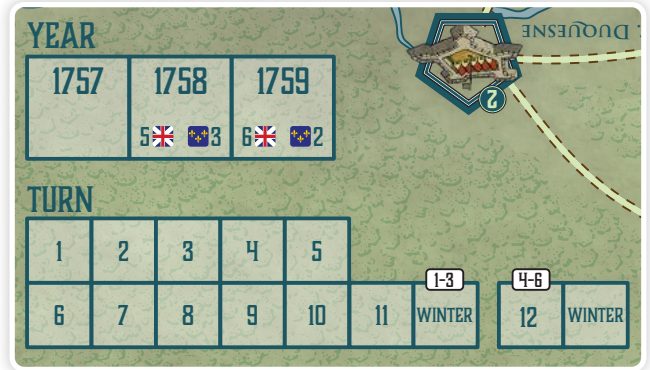 YEAR
1757 1758 1759
5 3 6 2
. DUQUESNE
2
TURN
1 2 3 4 5
1-3 4-6
6 7 8 9 10 11 WINTER 12 WINTER